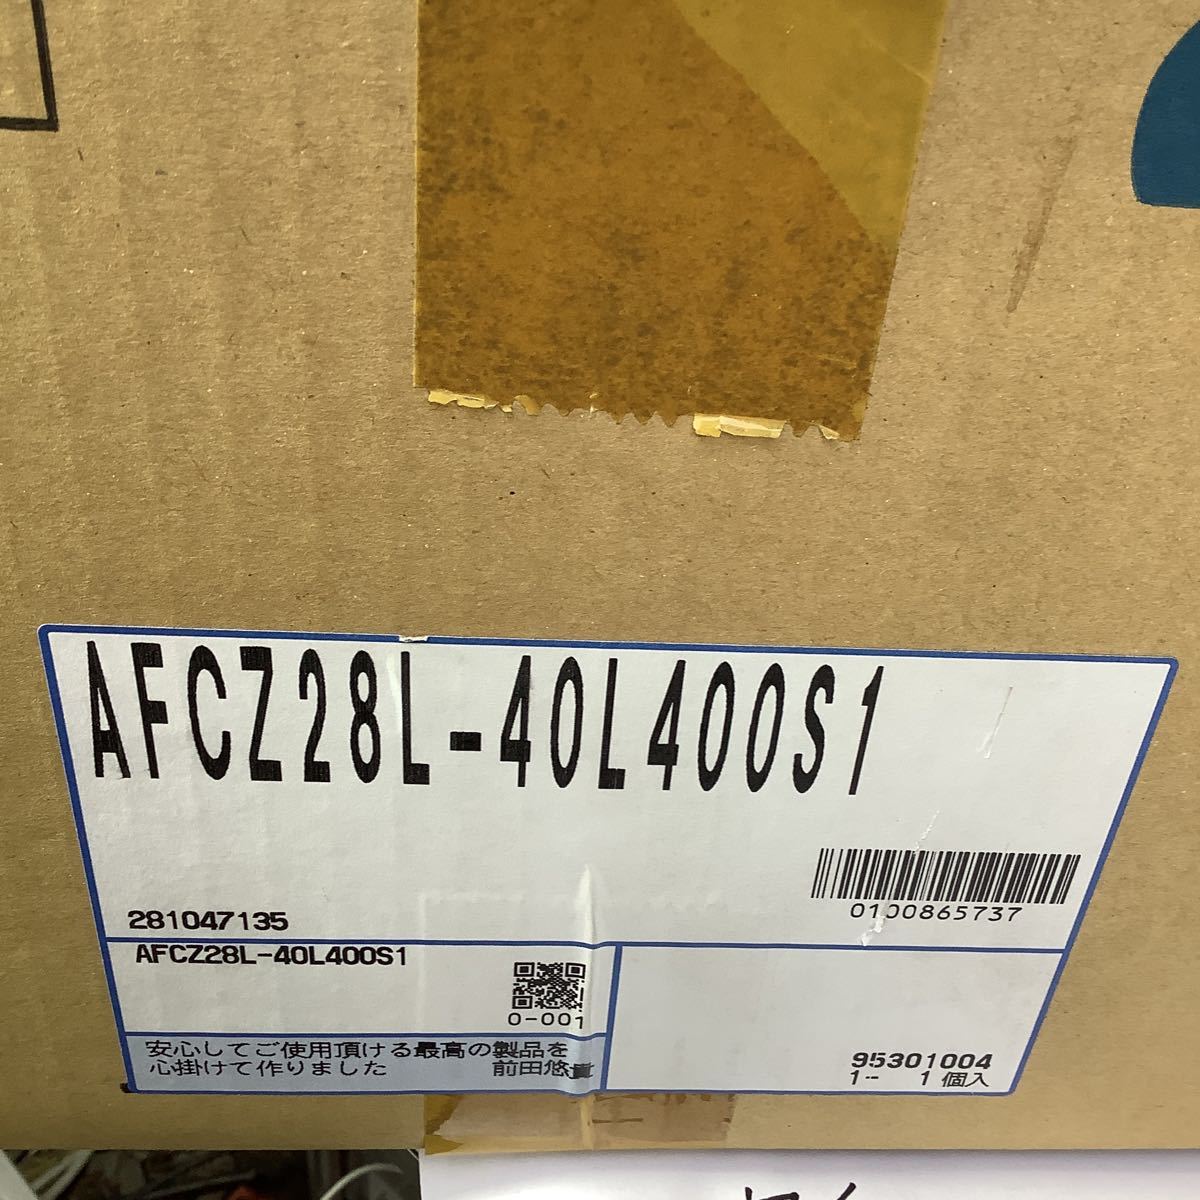 AFCZ28L-40L400S1
0100865737
281047135
AFCZ28L-40L400S1
0-001
安心してご使用頂ける最高の製品を
心掛けて作りました 前田悠貴
95301004
1-- 1 個入